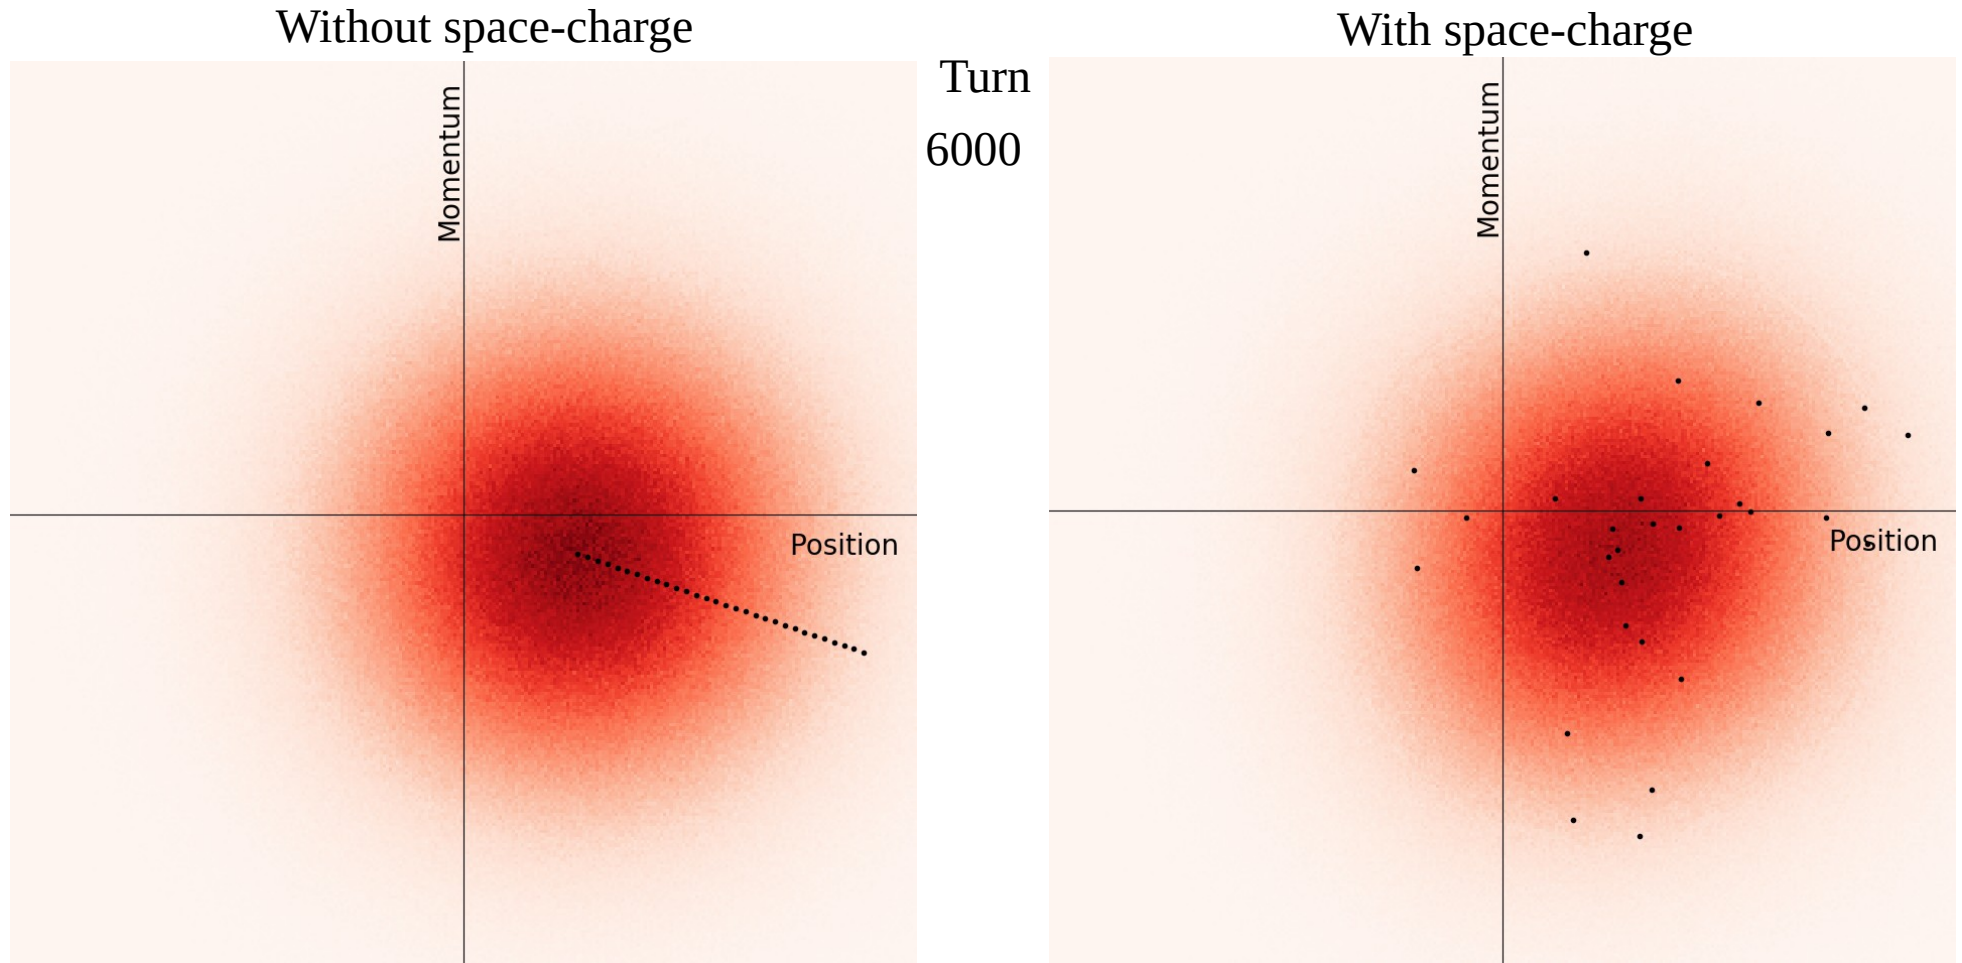 Without space-charge
With space-charge
Turn
6000
Momentum
Position
Momentum
Position